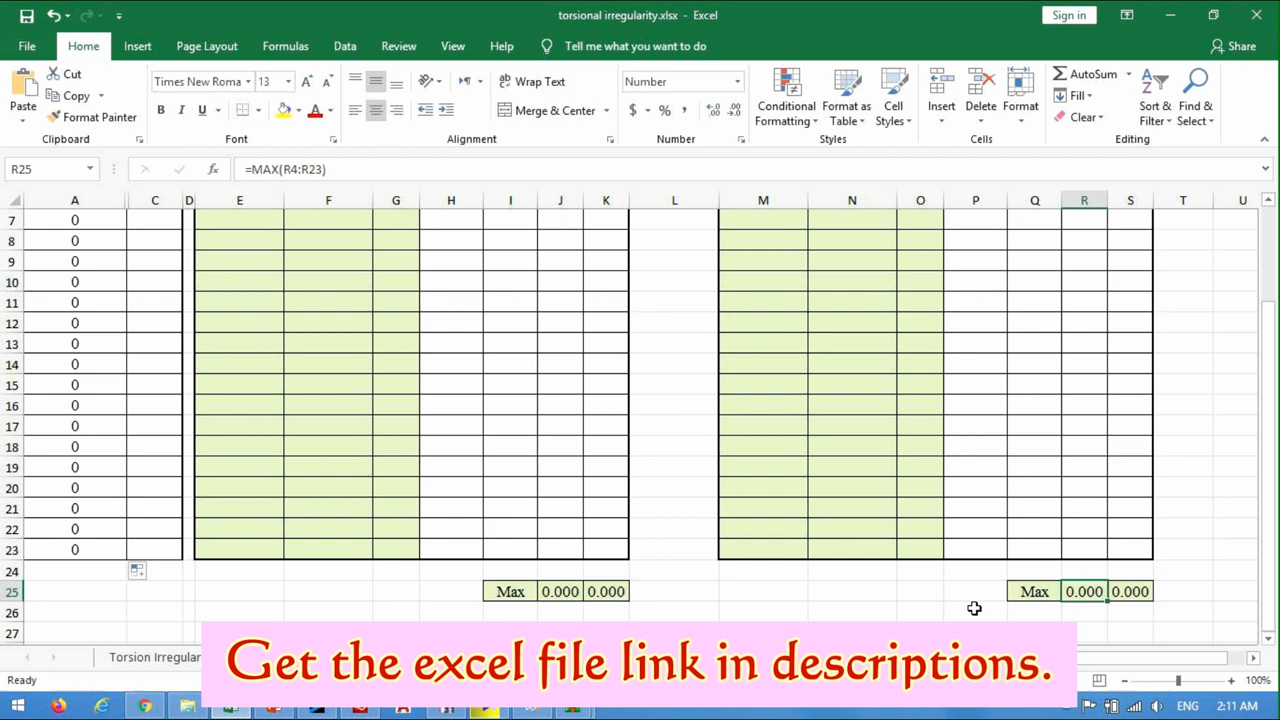 torsional irregularity.xlsx - Excel
Sign in
File Home Insert Page Layout Formulas Data Review View Help Tell me what you want to do Share
Paste
Cut
Copy
Format Painter
Clipboard
Times New Roma 13
B I U
Font
Wrap Text
Merge & Center
Alignment
Number
$ % ,
Number
Conditional Formatting
Format as Table
Cell Styles
Styles
Insert
Delete
Format
Cells
AutoSum
Fill
Clear
Sort & Filter
Find & Select
Editing
R25 fx =MAX(R4:R23)
A C D E F G H I J K L M N O P Q R S T U
7 0
8 0
9 0
10 0
11 0
12 0
13 0
14 0
15 0
16 0
17 0
18 0
19 0
20 0
21 0
22 0
23 0
24
25 Max 0.000 0.000 Max 0.000 0.000
26
27
Get the excel file link in descriptions.
Torsion Irregular
Ready
100%
ENG 2:11 AM